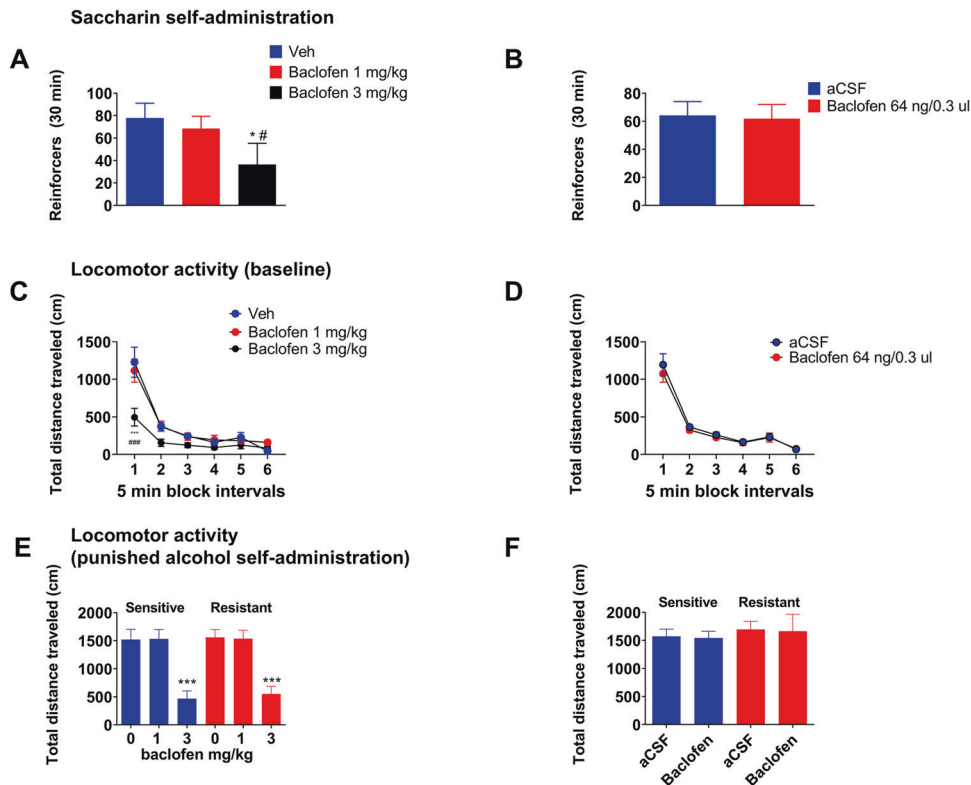 Saccharin self-administration
A
Veh
Baclofen 1 mg/kg
Baclofen 3 mg/kg
Reinforcers (30 min)
100
80
60
40
20
0
* #
B
aCSF
Baclofen 64 ng/0.3 ul
Reinforcers (30 min)
80
60
40
20
0
Locomotor activity (baseline)
C
Veh
Baclofen 1 mg/kg
Baclofen 3 mg/kg
Total distance traveled (cm)
1500
1000
500
0
***
###
1 2 3 4 5 6
5 min block intervals
D
aCSF
Baclofen 64 ng/0.3 ul
Total distance traveled (cm)
1500
1000
500
0
1 2 3 4 5 6
5 min block intervals
Locomotor activity
(punished alcohol self-administration)
E
Total distance traveled (cm)
2000
1500
1000
500
0
Sensitive Resistant
***
***
0 1 3 0 1 3
baclofen mg/kg
F
Total distance traveled (cm)
2000
1500
1000
500
0
Sensitive Resistant
aCSF
Baclofen
aCSF
Baclofen